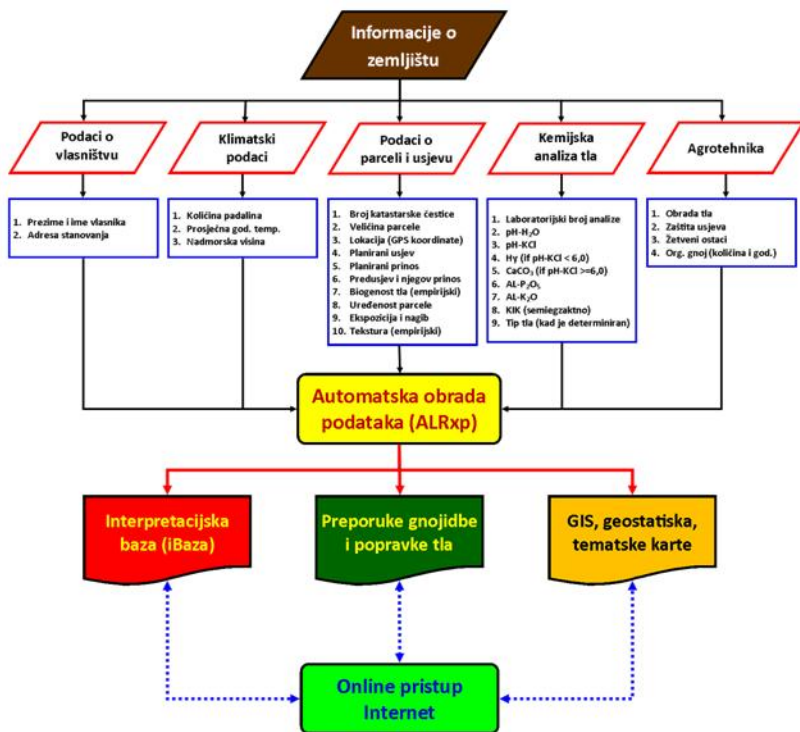 Informacije o
zemljištu
Podaci o
vlasništvu
Klimatski
podaci
Podaci o
parceli i usjevu
Kemijska
analiza tla
Agrotehnika
1. Prezime i ime vlasnika
2. Adresa stanovanja
1. Količina padalina
2. Prosječna god. temp.
3. Nadmorska visina
1. Broj katastarske čestice
2. Veličina parcele
3. Lokacija (GPS koordinate)
4. Planirani usjev
5. Planirani prinos
6. Predusjev i njegov prinos
7. Biogenost tla (empirijski)
8. Uređenost parcele
9. Ekspozicija i nagib
10. Tekstura (empirijski)
1. Laboratorijski broj analize
2. pH-H₂O
3. pH-KCl
4. Hy (if pH-KCl < 6,0)
5. CaCO₃ (if pH-KCl >=6,0)
6. AL-P₂O₅
7. AL-K₂O
8. KIK (semiegzaktno)
9. Tip tla (kad je determiniran)
1. Obrada tla
2. Zaštita usjeva
3. Žetveni ostaci
4. Org. gnoj (količina i god.)
Automatska obrada
podataka (ALRxp)
Interpretacijska
baza (iBaza)
Preporuke gnojidbe
i popravke tla
GIS, geostatiska,
tematske karte
Online pristup
Internet